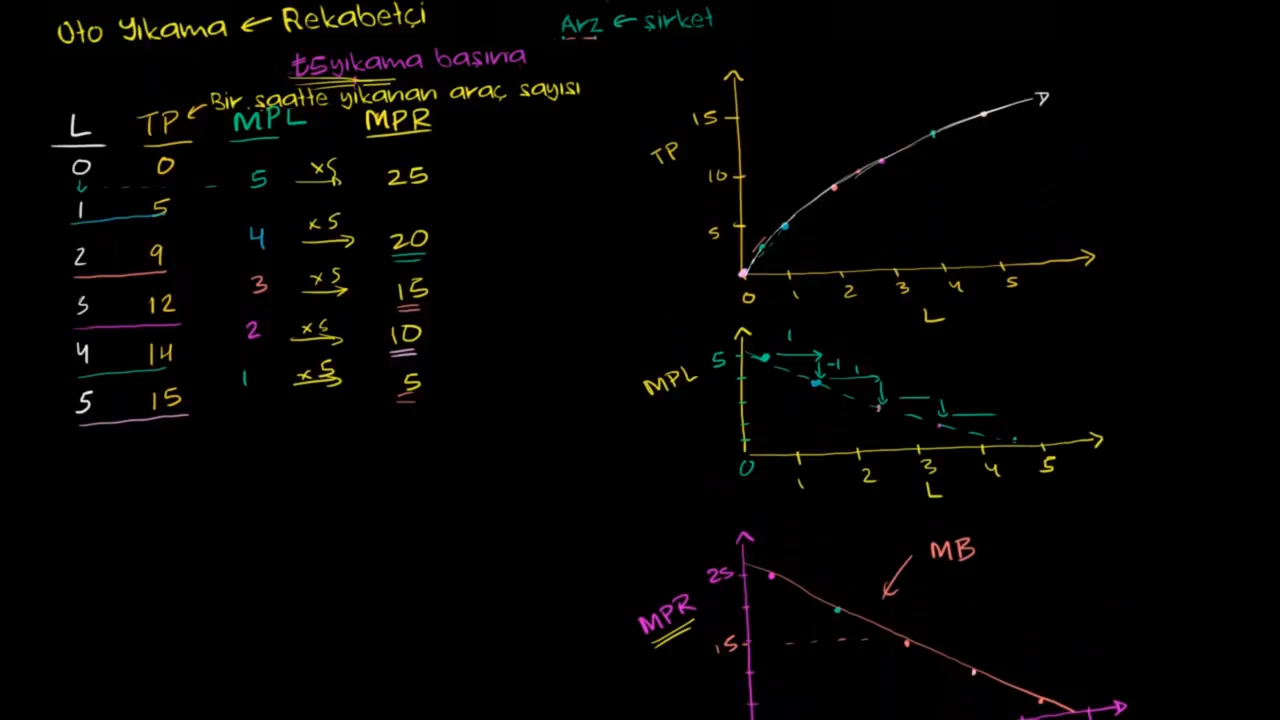 Oto Yıkama ← Rekabetçi
Arz ← şirket
₺5 yıkama başına
Bir saatte yıkanan araç sayısı
L TP MPL MPR
0 0
5 ×5 25
1 5
4 ×5 20
2 9
3 ×5 15
3 12
2 ×5 10
4 14
1 ×5 5
5 15
15
TP
10
5
0 1 2 3 4 5
L
5 1
-1 1
MPL
0 1 2 3 4 5
L
MB
25
MPR
15